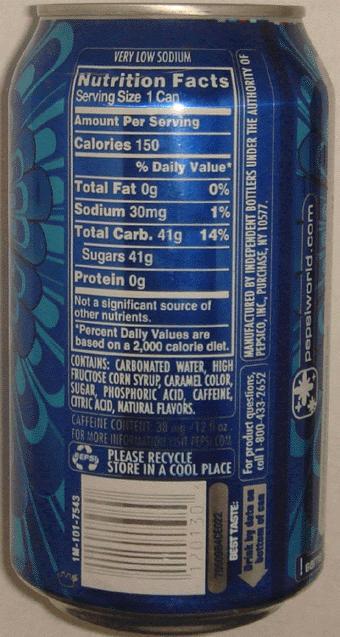 VERY LOW SODIUM
Nutrition Facts
Serving Size 1 Can
Amount Per Serving
Calories 150
% Daily Value*
Total Fat 0g 0%
Sodium 30mg 1%
Total Carb. 41g 14%
Sugars 41g
Protein 0g
Not a significant source of
other nutrients.
*Percent Daily Values are
based on a 2,000 calorie diet.
CONTAINS: CARBONATED WATER, HIGH
FRUCTOSE CORN SYRUP, CARAMEL COLOR,
SUGAR, PHOSPHORIC ACID, CAFFEINE,
CITRIC ACID, NATURAL FLAVORS.
CAFFEINE CONTENT: 38 mg /12 fl oz.
FOR MORE INFORMATION VISIT PEPSI.COM
PEPSI
PLEASE RECYCLE
STORE IN A COOL PLACE
1M-101-7543
BEST TASTE:
Drink by date on
bottom of can
MANUFACTURED BY INDEPENDENT BOTTLERS UNDER THE AUTHORITY OF
PEPSICO, INC., PURCHASE, NY 10577.
For product questions,
call 1-800-433-2652
pepsiworld.com